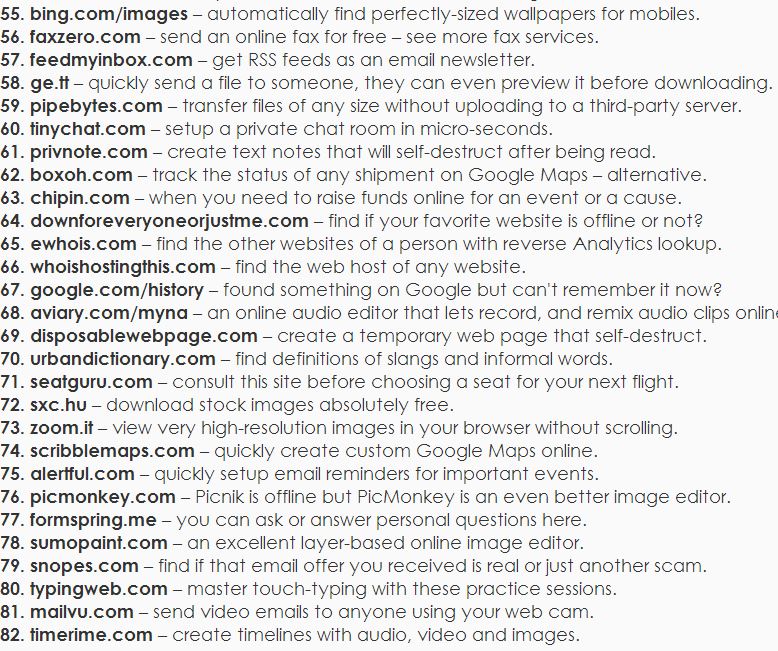 55. bing.com/images – automatically find perfectly-sized wallpapers for mobiles.
56. faxzero.com – send an online fax for free – see more fax services.
57. feedmyinbox.com – get RSS feeds as an email newsletter.
58. ge.tt – quickly send a file to someone, they can even preview it before downloading.
59. pipebytes.com – transfer files of any size without uploading to a third-party server.
60. tinychat.com – setup a private chat room in micro-seconds.
61. privnote.com – create text notes that will self-destruct after being read.
62. boxoh.com – track the status of any shipment on Google Maps – alternative.
63. chipin.com – when you need to raise funds online for an event or a cause.
64. downforeveryoneorjustme.com – find if your favorite website is offline or not?
65. ewhois.com – find the other websites of a person with reverse Analytics lookup.
66. whoishostingthis.com – find the web host of any website.
67. google.com/history – found something on Google but can't remember it now?
68. aviary.com/myna – an online audio editor that lets record, and remix audio clips online
69. disposablewebpage.com – create a temporary web page that self-destruct.
70. urbandictionary.com – find definitions of slangs and informal words.
71. seatguru.com – consult this site before choosing a seat for your next flight.
72. sxc.hu – download stock images absolutely free.
73. zoom.it – view very high-resolution images in your browser without scrolling.
74. scribblemaps.com – quickly create custom Google Maps online.
75. alertful.com – quickly setup email reminders for important events.
76. picmonkey.com – Picnik is offline but PicMonkey is an even better image editor.
77. formspring.me – you can ask or answer personal questions here.
78. sumopaint.com – an excellent layer-based online image editor.
79. snopes.com – find if that email offer you received is real or just another scam.
80. typingweb.com – master touch-typing with these practice sessions.
81. mailvu.com – send video emails to anyone using your web cam.
82. timerime.com – create timelines with audio, video and images.